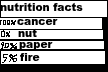 nutrition facts
100% cancer
0% nut
90% paper
5% fire